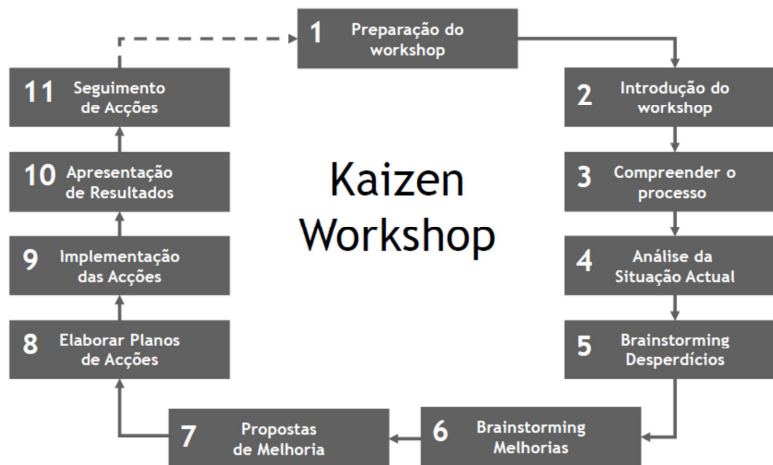 1 Preparação do
workshop
2 Introdução do
workshop
3 Compreender o
processo
4 Análise da
Situação Actual
5 Brainstorming
Desperdícios
6 Brainstorming
Melhorias
7 Propostas
de Melhoria
8 Elaborar Planos
de Acções
9 Implementação
das Acções
10 Apresentação
de Resultados
11 Seguimento
de Acções
Kaizen
Workshop